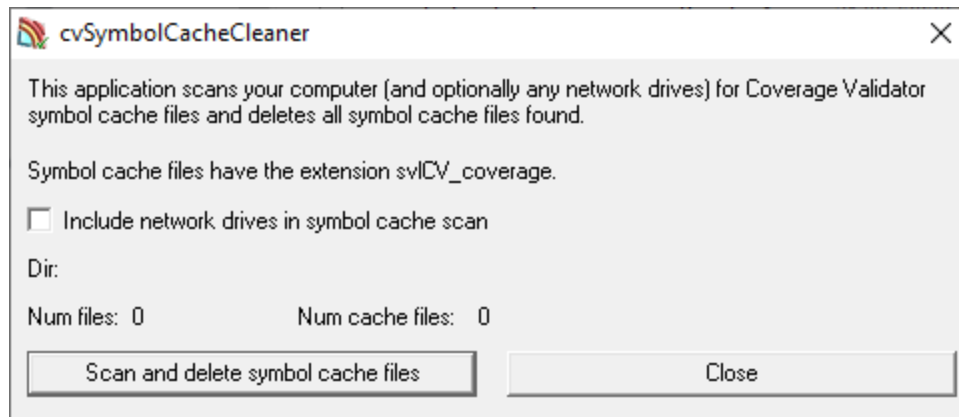 cvSymbolCacheCleaner
This application scans your computer (and optionally any network drives) for Coverage Validator
symbol cache files and deletes all symbol cache files found.
Symbol cache files have the extension svlCV_coverage.
Include network drives in symbol cache scan
Dir:
Num files: 0 Num cache files: 0
Scan and delete symbol cache files Close